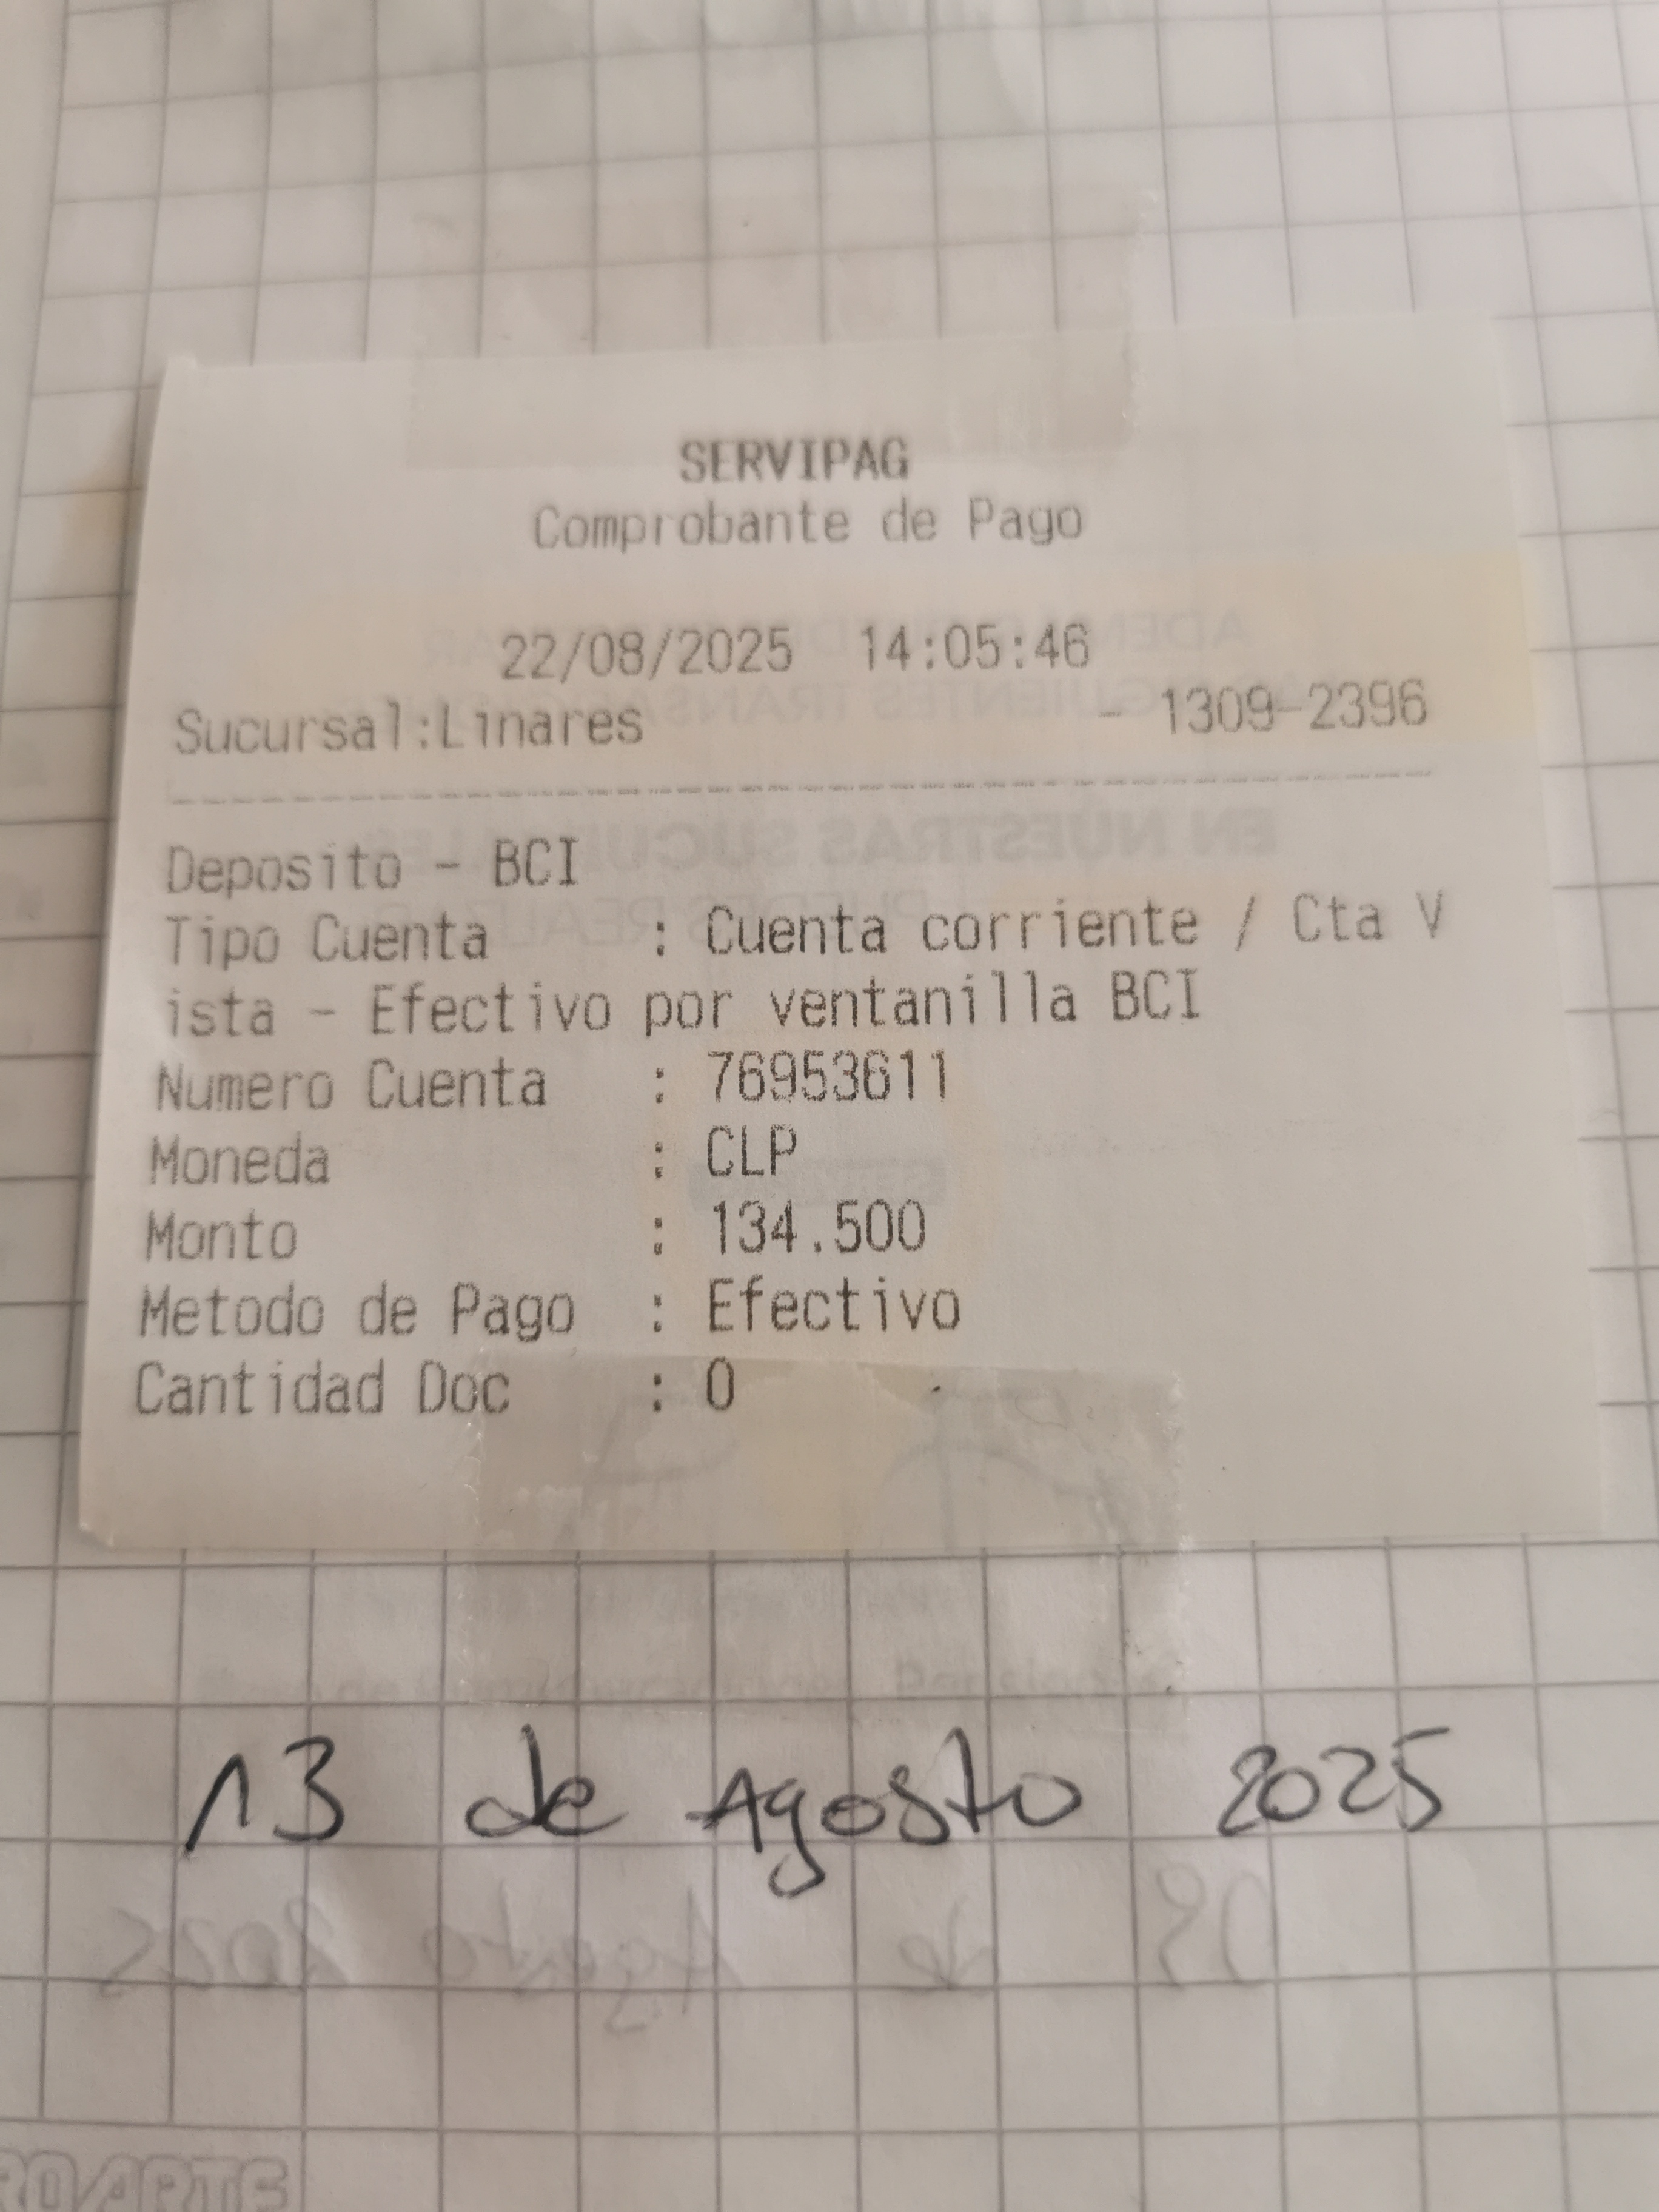 SERVIPAG
Comprobante de Pago
22/08/2025 14:05:46
Sucursal:Linares - 1309-2396
Deposito - BCI
Tipo Cuenta : Cuenta corriente / Cta V
ista - Efectivo por ventanilla BCI
Numero Cuenta : 76953611
Moneda : CLP
Monto : 134.500
Metodo de Pago : Efectivo
Cantidad Doc : 0
13 de Agosto 2025